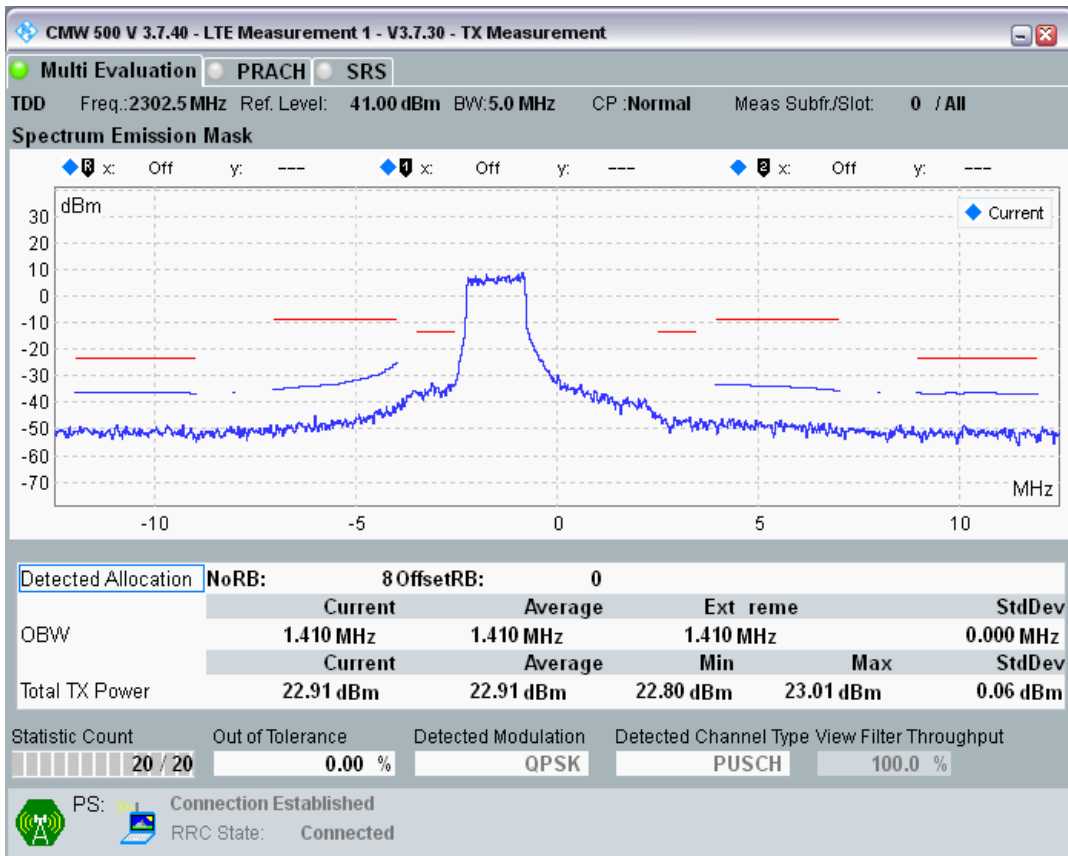 CMW 500 V 3.7.40 - LTE Measurement 1 - V3.7.30 - TX Measurement
Multi Evaluation PRACH SRS
TDD Freq.:2302.5 MHz Ref. Level: 41.00 dBm BW:5.0 MHz CP :Normal Meas Subfr./Slot: 0 / All
Spectrum Emission Mask
R x: Off y: --- 1 x: Off y: --- 2 x: Off y: ---
dBm
Current
30
20
10
0
-10
-20
-30
-40
-50
-60
-70
MHz
-10 -5 0 5 10
Detected Allocation NoRB: 8 OffsetRB: 0
Current Average Ext reme StdDev
OBW 1.410 MHz 1.410 MHz 1.410 MHz 0.000 MHz
Current Average Min Max StdDev
Total TX Power 22.91 dBm 22.91 dBm 22.80 dBm 23.01 dBm 0.06 dBm
Statistic Count Out of Tolerance Detected Modulation Detected Channel Type View Filter Throughput
20 / 20 0.00 % QPSK PUSCH 100.0 %
PS: Connection Established
RRC State: Connected